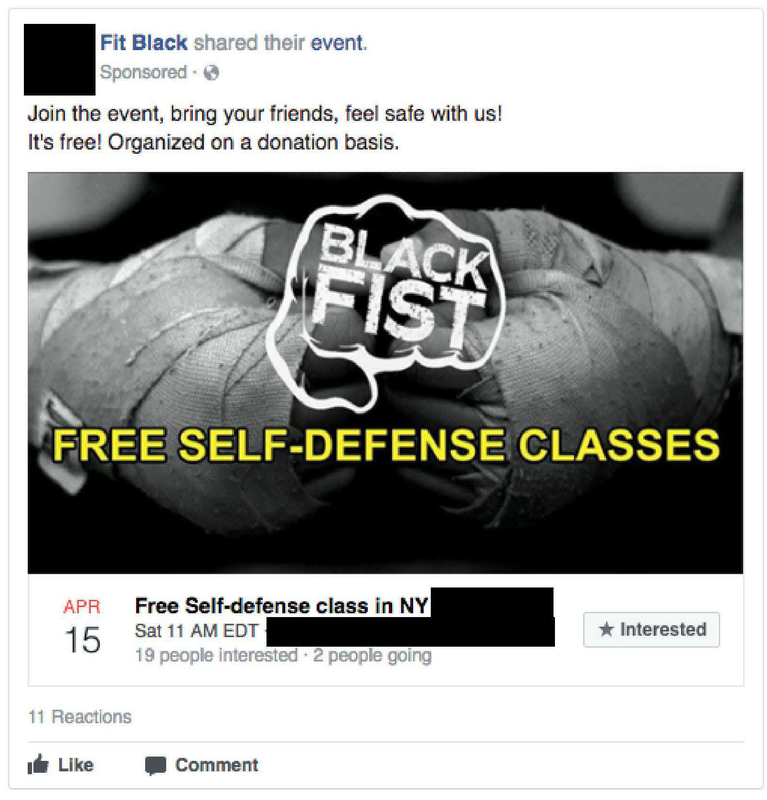 Fit Black shared their event.
Sponsored ·
Join the event, bring your friends, feel safe with us!
It's free! Organized on a donation basis.
BLACK
FIST
FREE SELF-DEFENSE CLASSES
APR
15
Free Self-defense class in NY
Sat 11 AM EDT
19 people interested · 2 people going
★ Interested
11 Reactions
Like
Comment